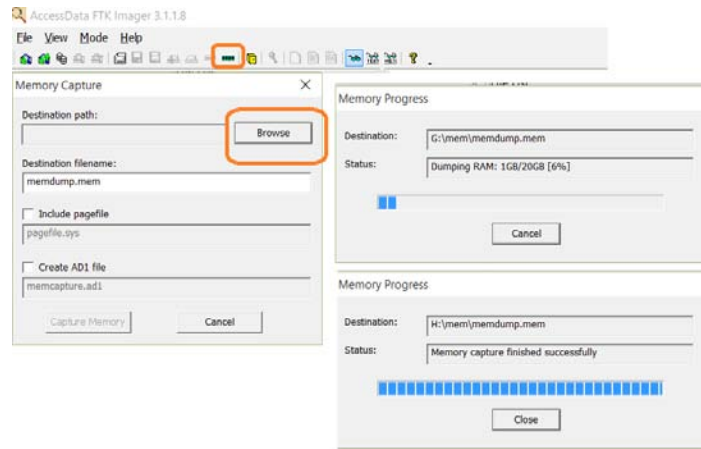 AccessData FTK Imager 3.1.1.8
File View Mode Help
Memory Capture
Destination path:
Browse
Destination filename:
memdump.mem
Include pagefile
pagefile.sys
Create AD1 file
memcapture.ad1
Capture Memory
Cancel
Memory Progress
Destination: G:\mem\memdump.mem
Status: Dumping RAM: 1GB/20GB [6%]
Cancel
Memory Progress
Destination: H:\mem\memdump.mem
Status: Memory capture finished successfully
Close